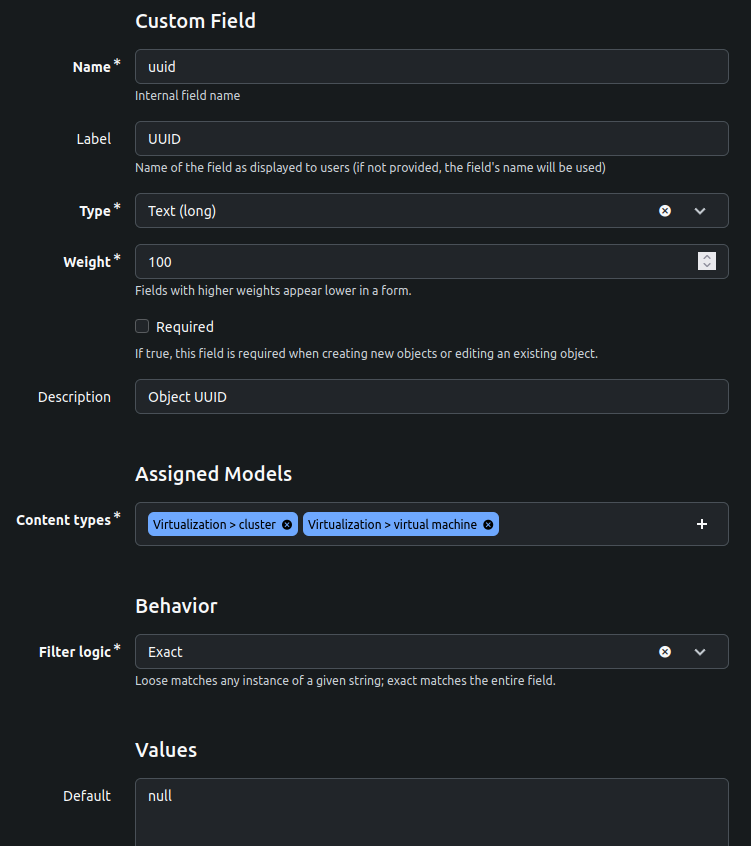 Custom Field
Name *
uuid
Internal field name
Label
UUID
Name of the field as displayed to users (if not provided, the field's name will be used)
Type *
Text (long)
Weight *
100
Fields with higher weights appear lower in a form.
Required
If true, this field is required when creating new objects or editing an existing object.
Description
Object UUID
Assigned Models
Content types *
Virtualization > cluster
Virtualization > virtual machine
Behavior
Filter logic *
Exact
Loose matches any instance of a given string; exact matches the entire field.
Values
Default
null